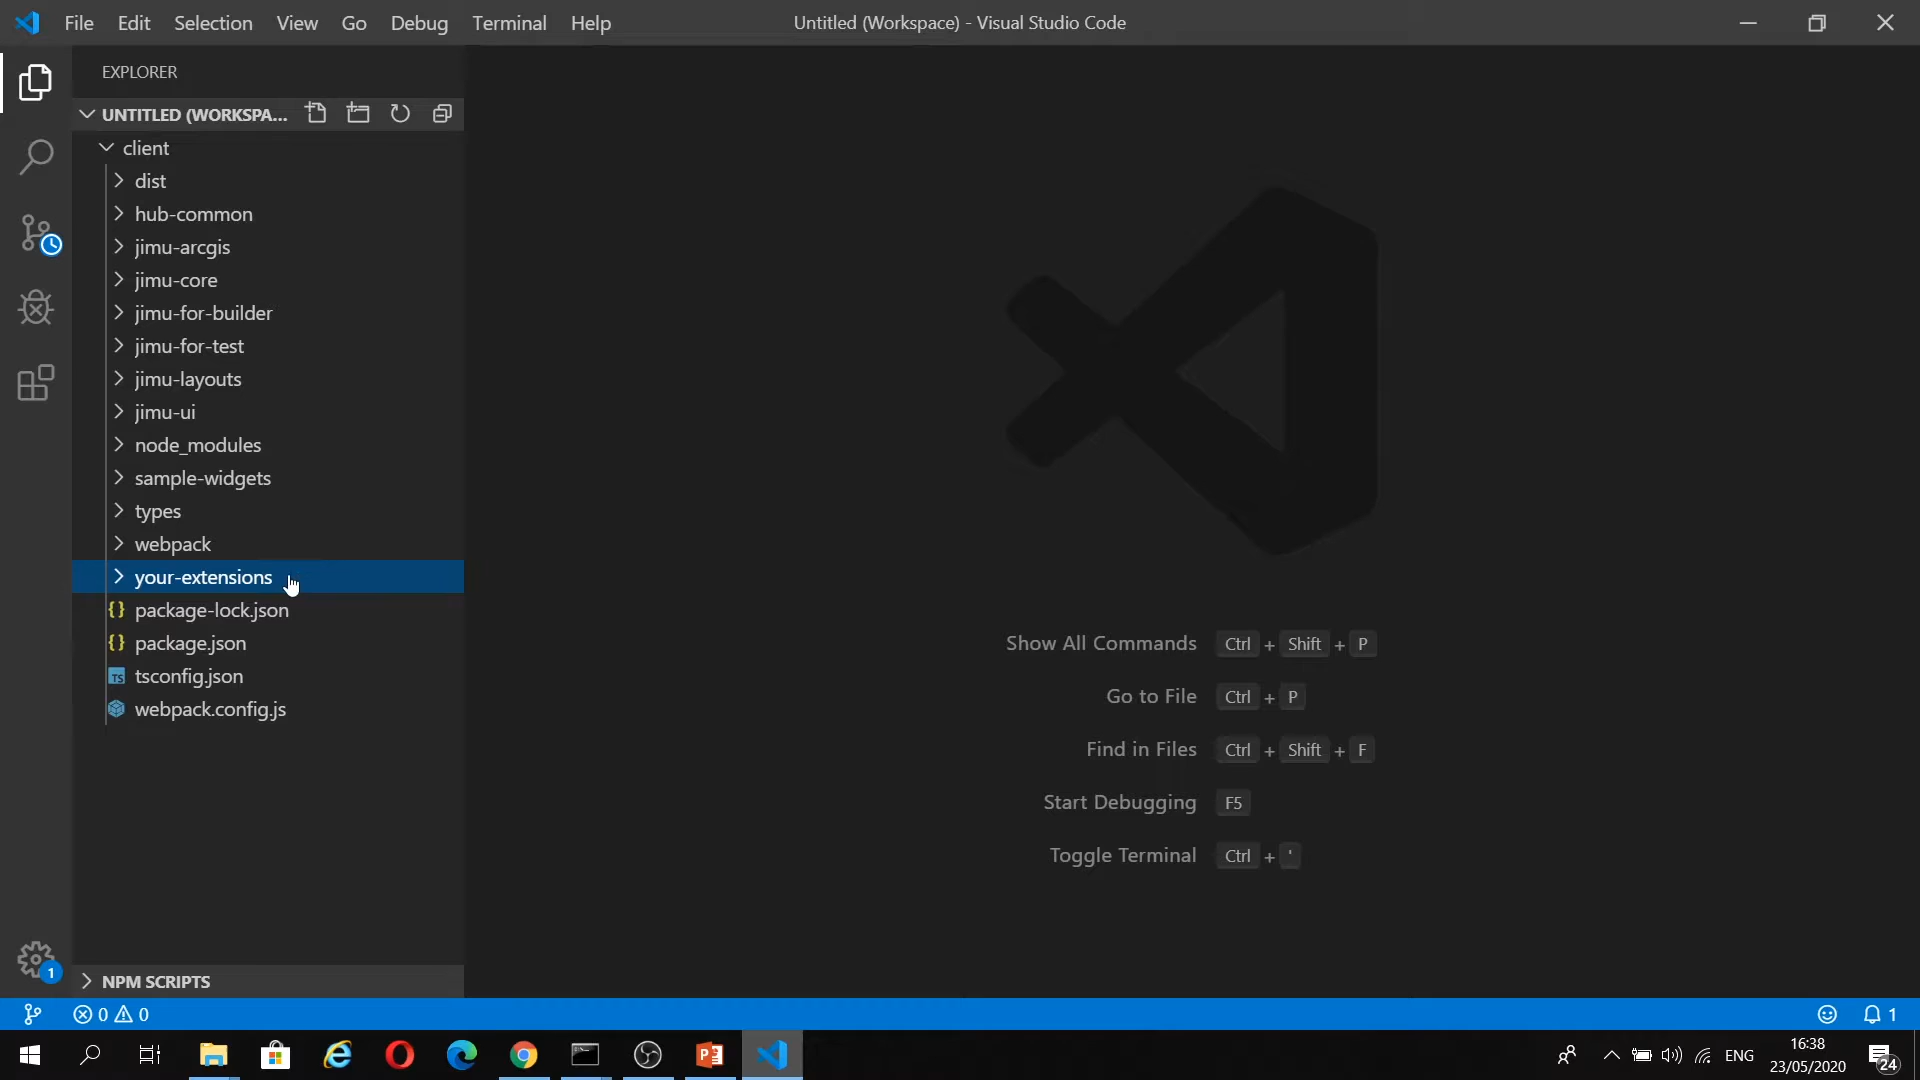 File Edit Selection View Go Debug Terminal Help
Untitled (Workspace) - Visual Studio Code
EXPLORER
UNTITLED (WORKSPA...
client
dist
hub-common
jimu-arcgis
jimu-core
jimu-for-builder
jimu-for-test
jimu-layouts
jimu-ui
node_modules
sample-widgets
types
webpack
your-extensions
{} package-lock.json
{} package.json
TS tsconfig.json
webpack.config.js
Show All Commands Ctrl + Shift + P
Go to File Ctrl + P
Find in Files Ctrl + Shift + F
Start Debugging F5
Toggle Terminal Ctrl + '
1
NPM SCRIPTS
0 0
1
ENG
16:38
23/05/2020
24